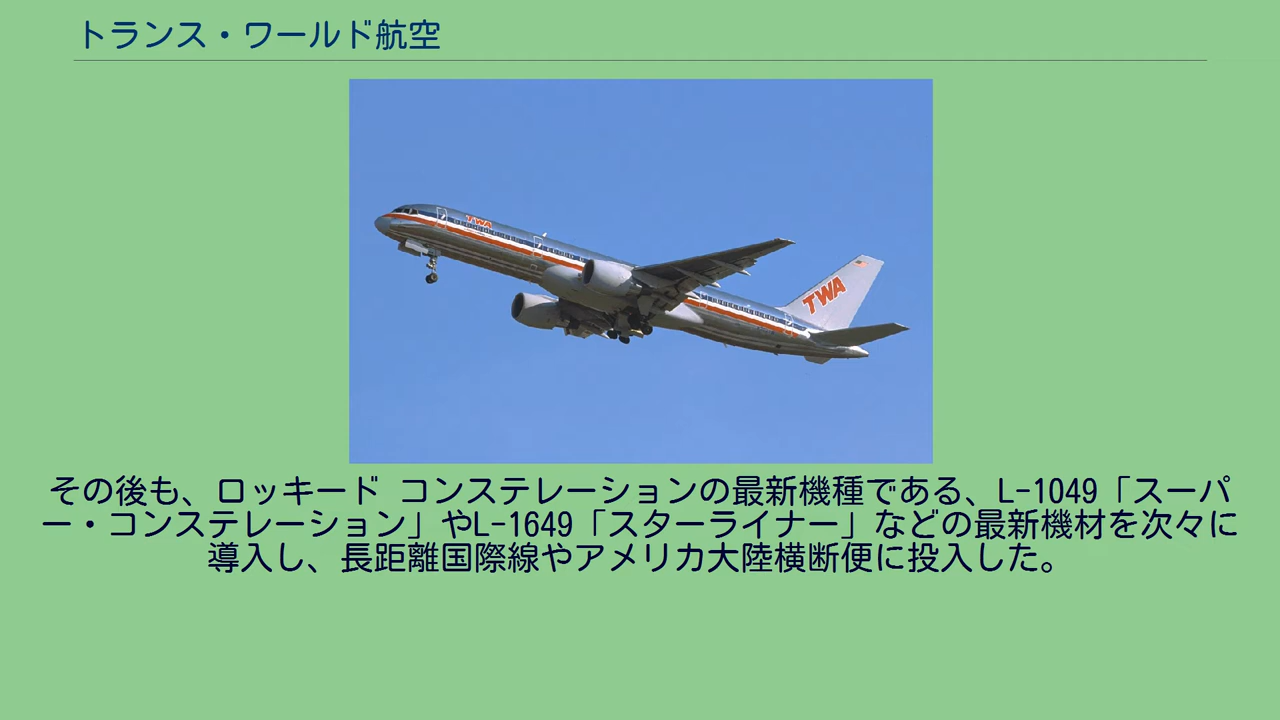 トランス・ワールド航空
TWA
TWA
その後も、ロッキード コンステレーションの最新機種である、L-1049「スーパ
ー・コンステレーション」やL-1649「スターライナー」などの最新機材を次々に
導入し、長距離国際線やアメリカ大陸横断便に投入した。